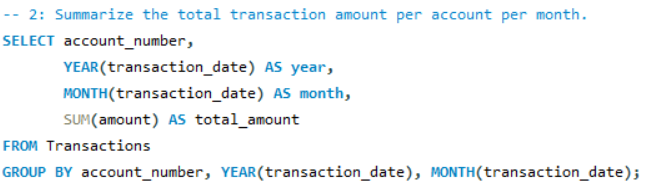 -- 2: Summarize the total transaction amount per account per month.
SELECT account_number,
       YEAR(transaction_date) AS year,
       MONTH(transaction_date) AS month,
       SUM(amount) AS total_amount
FROM Transactions
GROUP BY account_number, YEAR(transaction_date), MONTH(transaction_date);